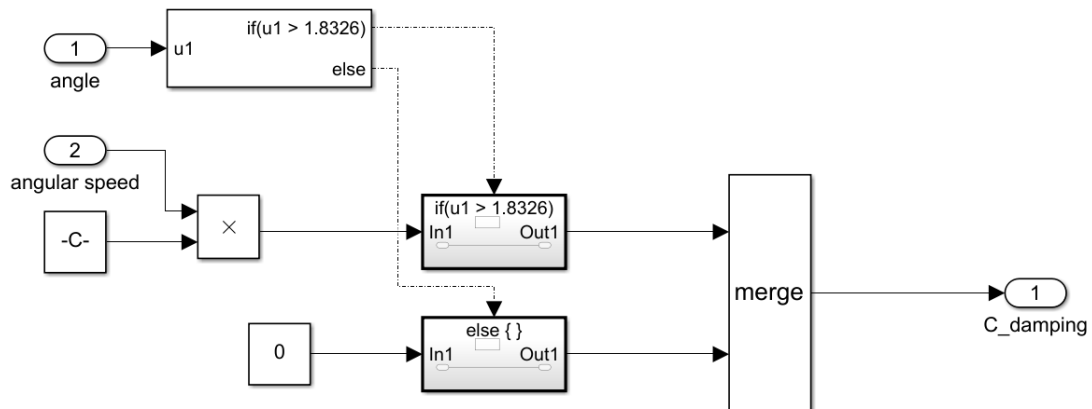 1
angle
u1
if(u1 > 1.8326)
else
2
angular speed
-C-
×
if(u1 > 1.8326)
In1
Out1
0
else { }
In1
Out1
merge
1
C_damping